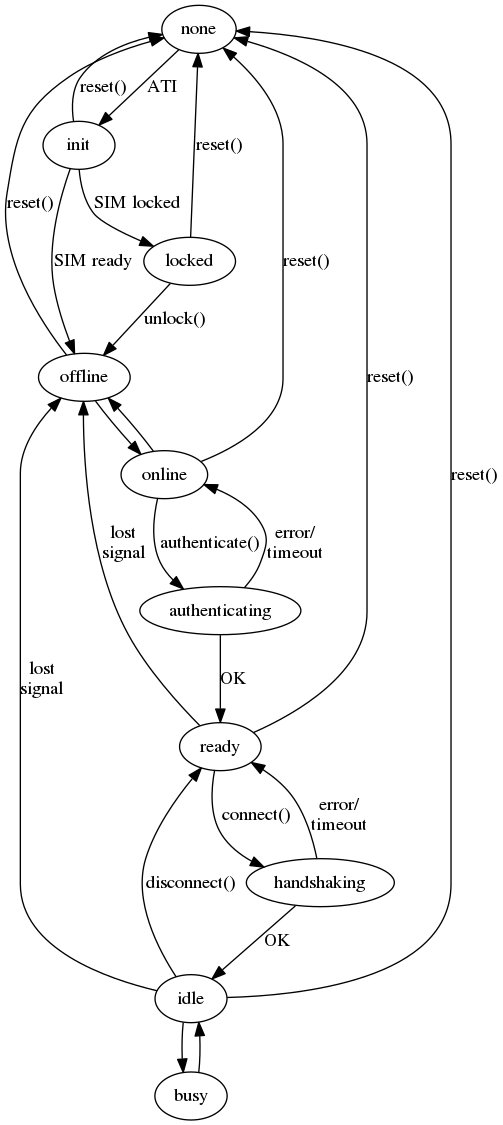 none
reset()
ATI
init
reset()
SIM locked
reset()
SIM ready
locked
reset()
unlock()
offline
reset()
online
reset()
lost
signal
authenticate()
error/
timeout
authenticating
lost
signal
OK
ready
connect()
error/
timeout
disconnect()
handshaking
OK
idle
busy